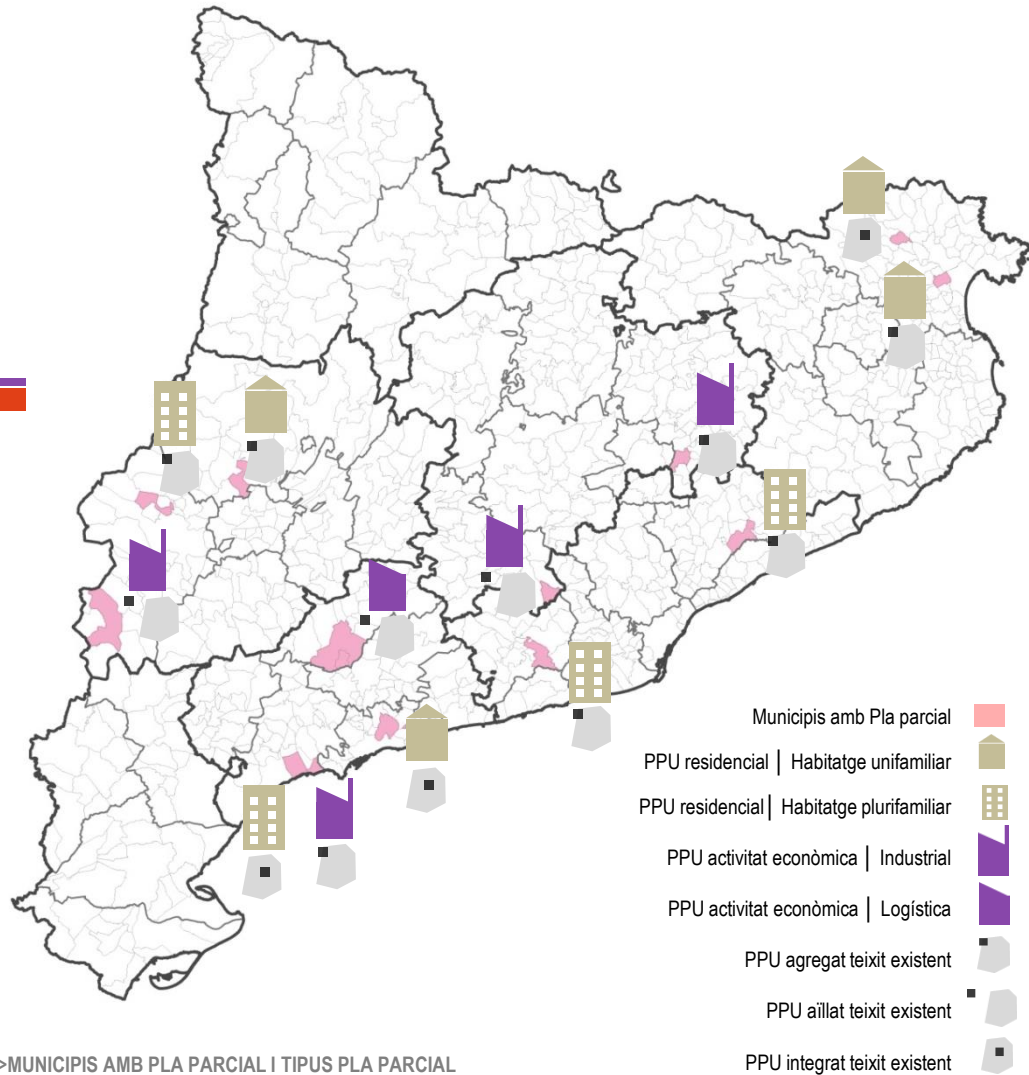 Municipis amb Pla parcial
PPU residencial | Habitatge unifamiliar
PPU residencial | Habitatge plurifamiliar
PPU activitat econòmica | Industrial
PPU activitat econòmica | Logística
PPU agregat teixit existent
PPU aïllat teixit existent
PPU integrat teixit existent
>MUNICIPIS AMB PLA PARCIAL I TIPUS PLA PARCIAL